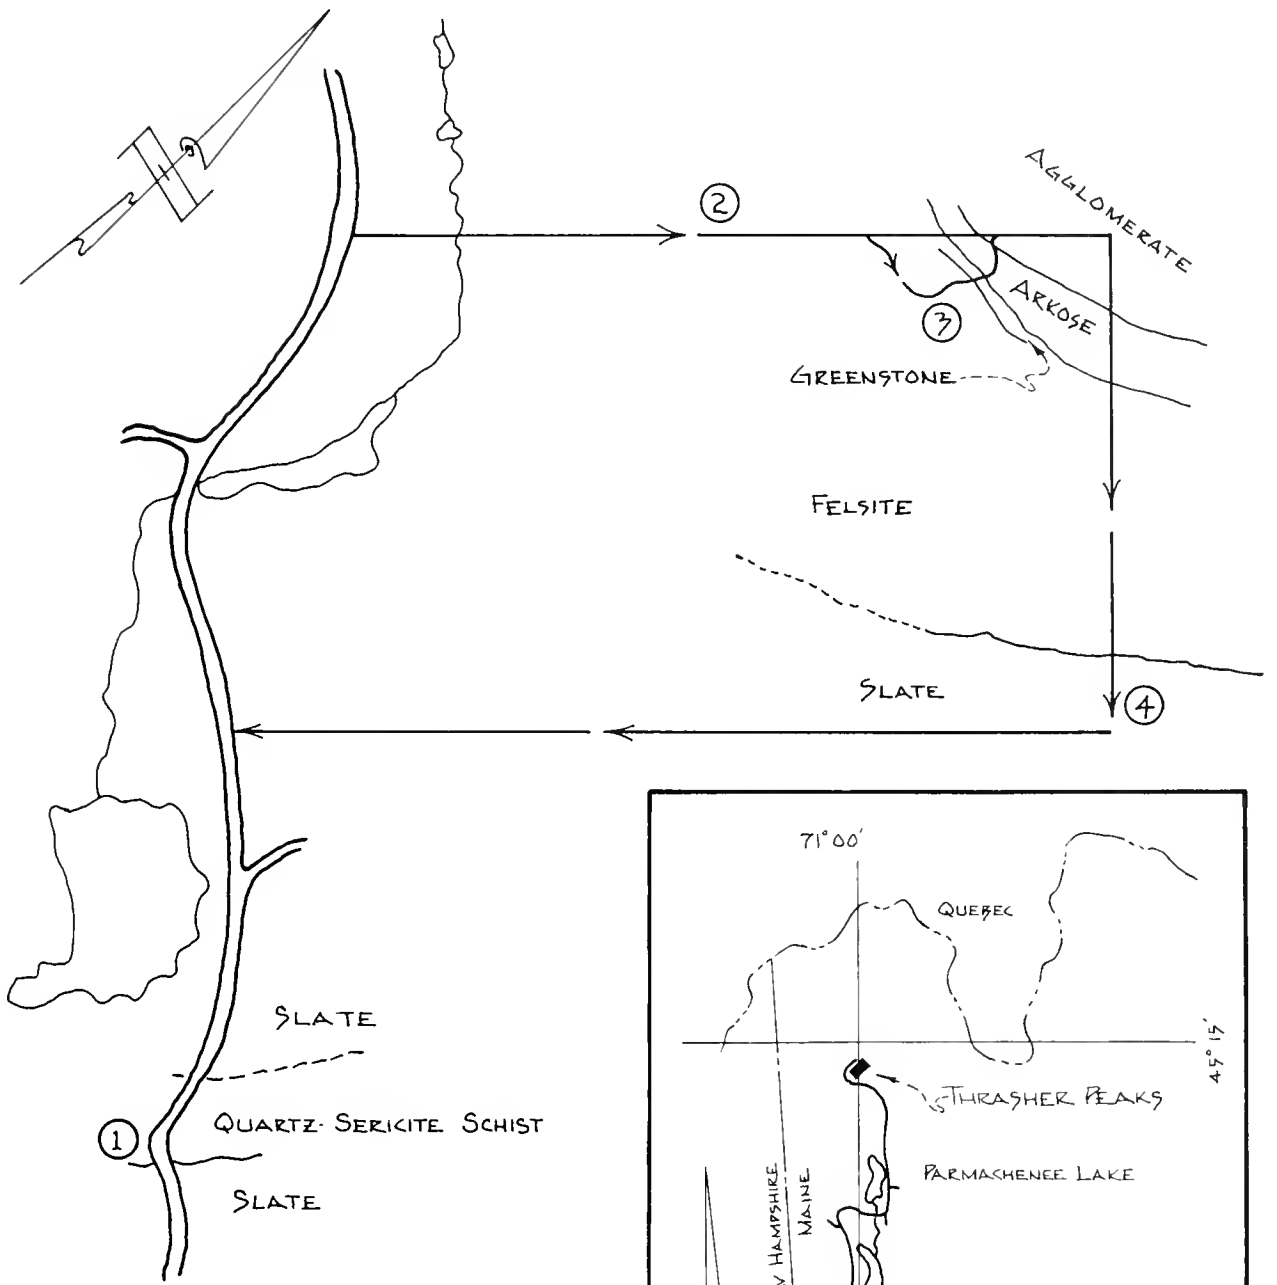 2
AGGLOMERATE
ARKOSE
3
GREENSTONE
FELSITE
SLATE
4
SLATE
1
QUARTZ-SERICITE SCHIST
SLATE
71°00'
QUEBEC
45°15'
THRASHER PEAKS
PARMACHENEE LAKE
HAMPSHIRE
MAINE